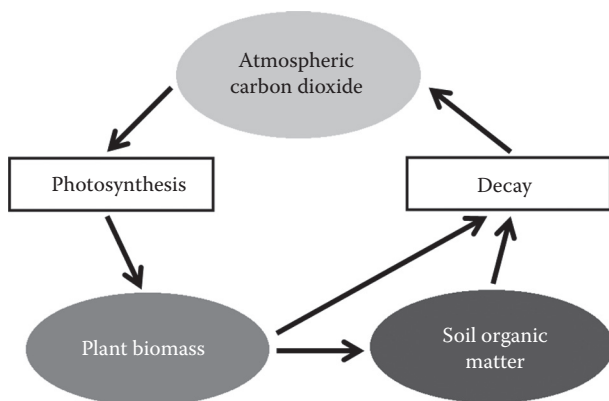 Atmospheric
carbon dioxide
Photosynthesis
Decay
Plant biomass
Soil organic
matter